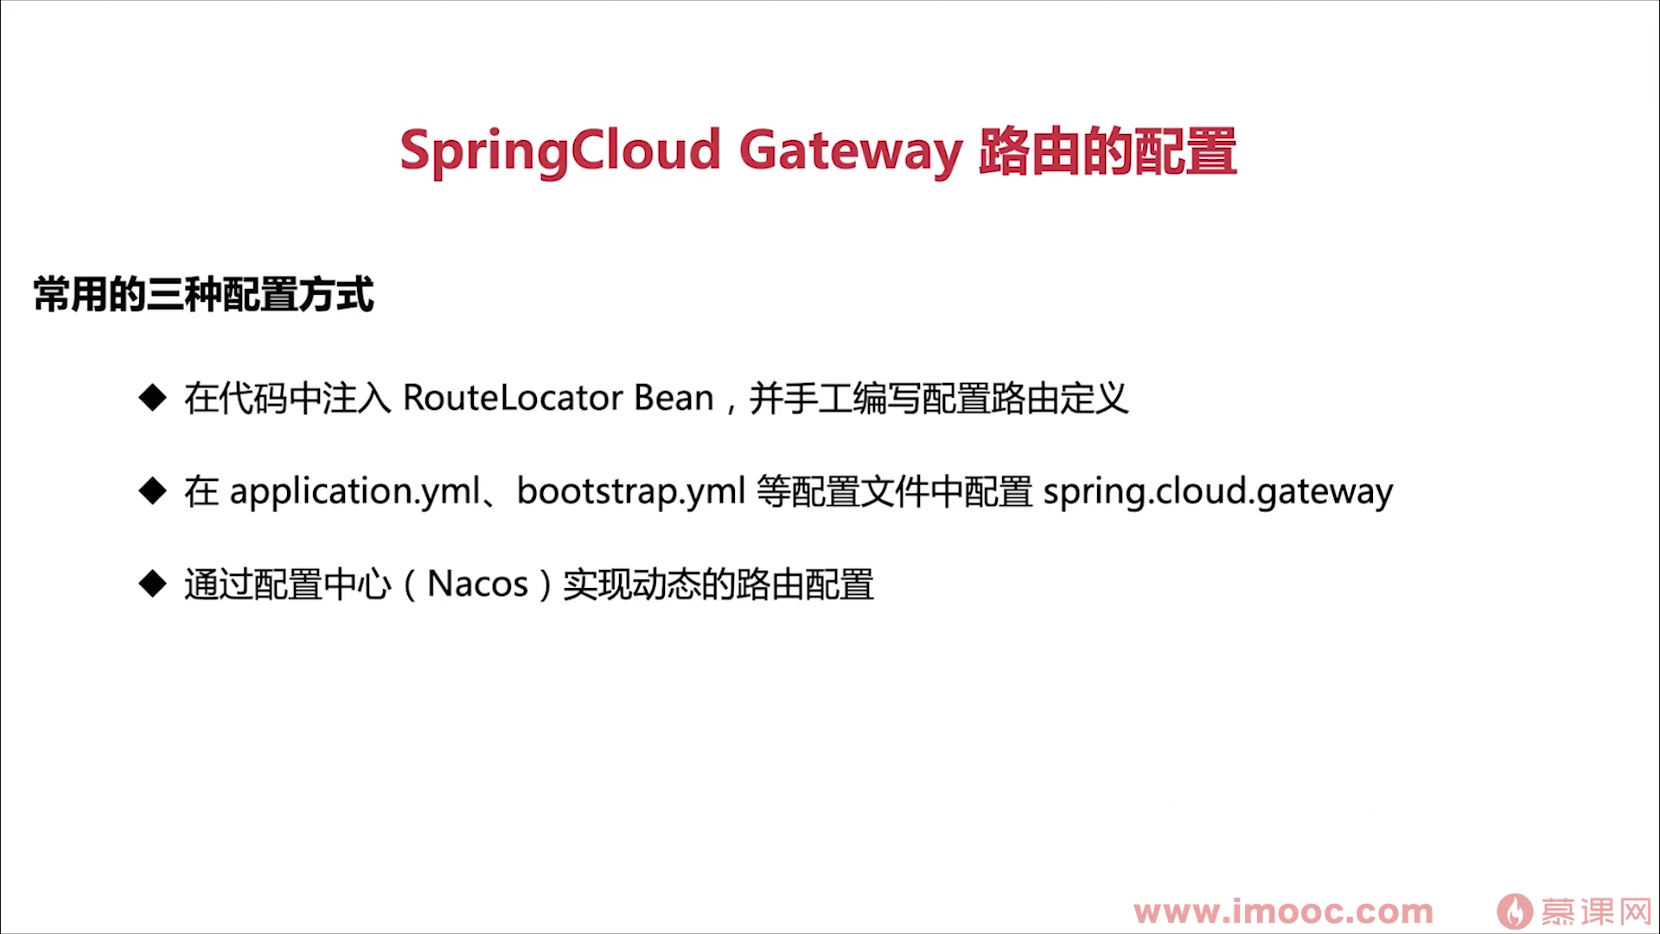 SpringCloud Gateway 路由的配置
常用的三种配置方式
◆ 在代码中注入 RouteLocator Bean，并手工编写配置路由定义
◆ 在 application.yml、bootstrap.yml 等配置文件中配置 spring.cloud.gateway
◆ 通过配置中心（Nacos）实现动态的路由配置
www.imooc.com 慕课网